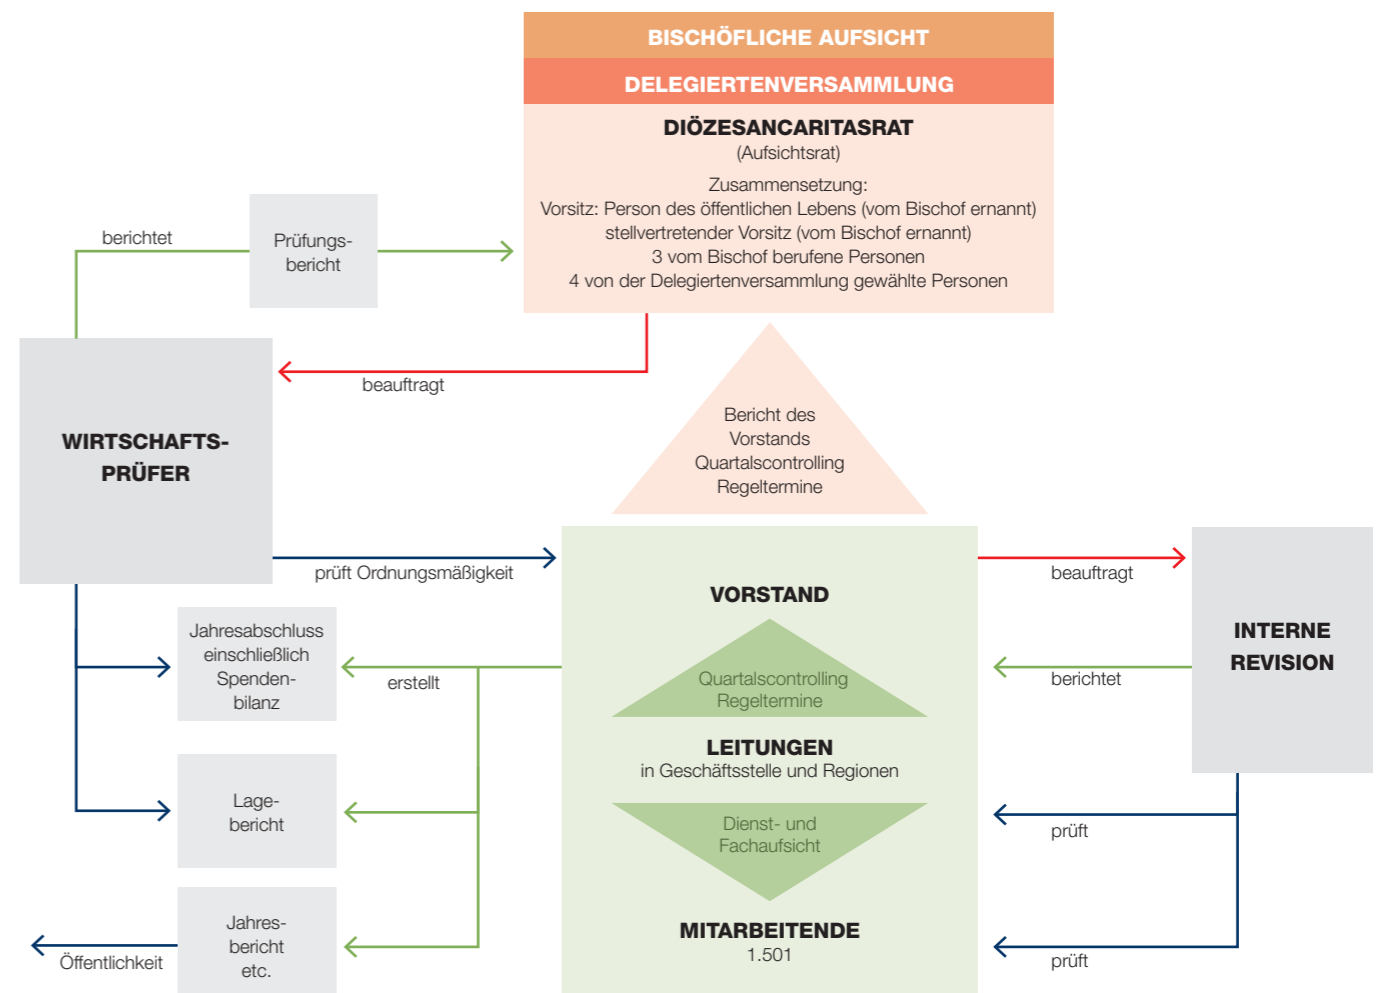 BISCHÖFLICHE AUFSICHT
DELEGIERTENVERSAMMLUNG
DIÖZESANCARITASRAT
(Aufsichtsrat)
Zusammensetzung:
Vorsitz: Person des öffentlichen Lebens (vom Bischof ernannt)
stellvertretender Vorsitz (vom Bischof ernannt)
3 vom Bischof berufene Personen
4 von der Delegiertenversammlung gewählte Personen
berichtet
Prüfungs-
bericht
beauftragt
WIRTSCHAFTS-
PRÜFER
Bericht des
Vorstands
Quartalscontrolling
Regeltermine
prüft Ordnungsmäßigkeit
beauftragt
VORSTAND
INTERNE
REVISION
Jahresabschluss
einschließlich
Spenden-
bilanz
erstellt
Quartalscontrolling
Regeltermine
berichtet
LEITUNGEN
in Geschäftsstelle und Regionen
Lage-
bericht
Dienst- und
Fachaufsicht
prüft
Jahres-
bericht
etc.
Öffentlichkeit
MITARBEITENDE
1.501
prüft